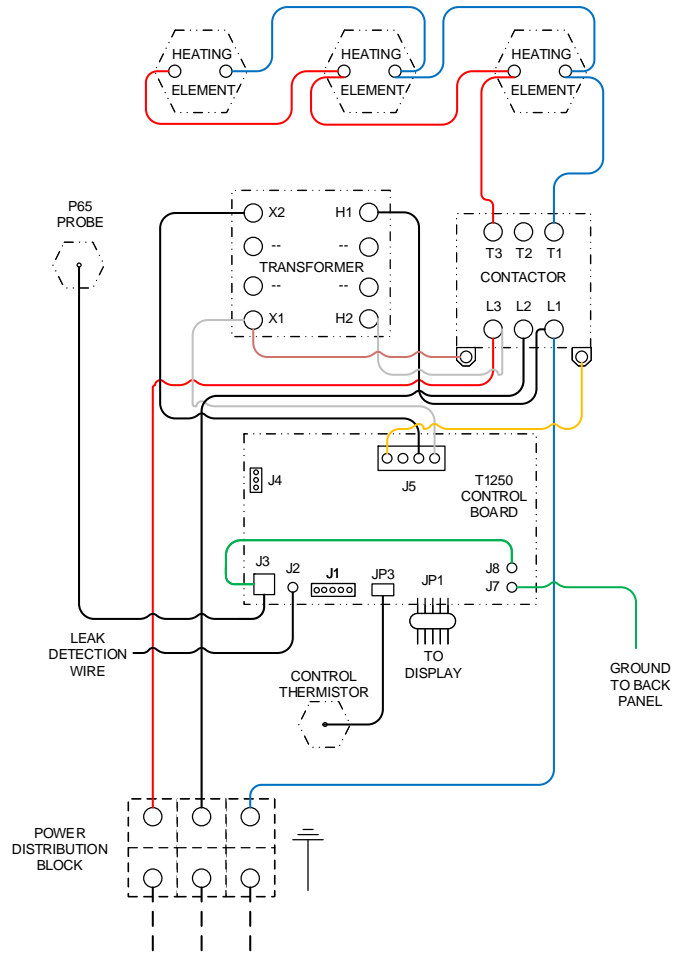 HEATING
ELEMENT
HEATING
ELEMENT
HEATING
ELEMENT
P65
PROBE
X2
H1
--
--
TRANSFORMER
--
--
X1
H2
T3
T2
T1
CONTACTOR
L3
L2
L1
J4
J5
T1250
CONTROL
BOARD
J3
J2
J1
JP3
JP1
J8
J7
LEAK
DETECTION
WIRE
TO
DISPLAY
CONTROL
THERMISTOR
GROUND
TO BACK
PANEL
POWER
DISTRIBUTION
BLOCK